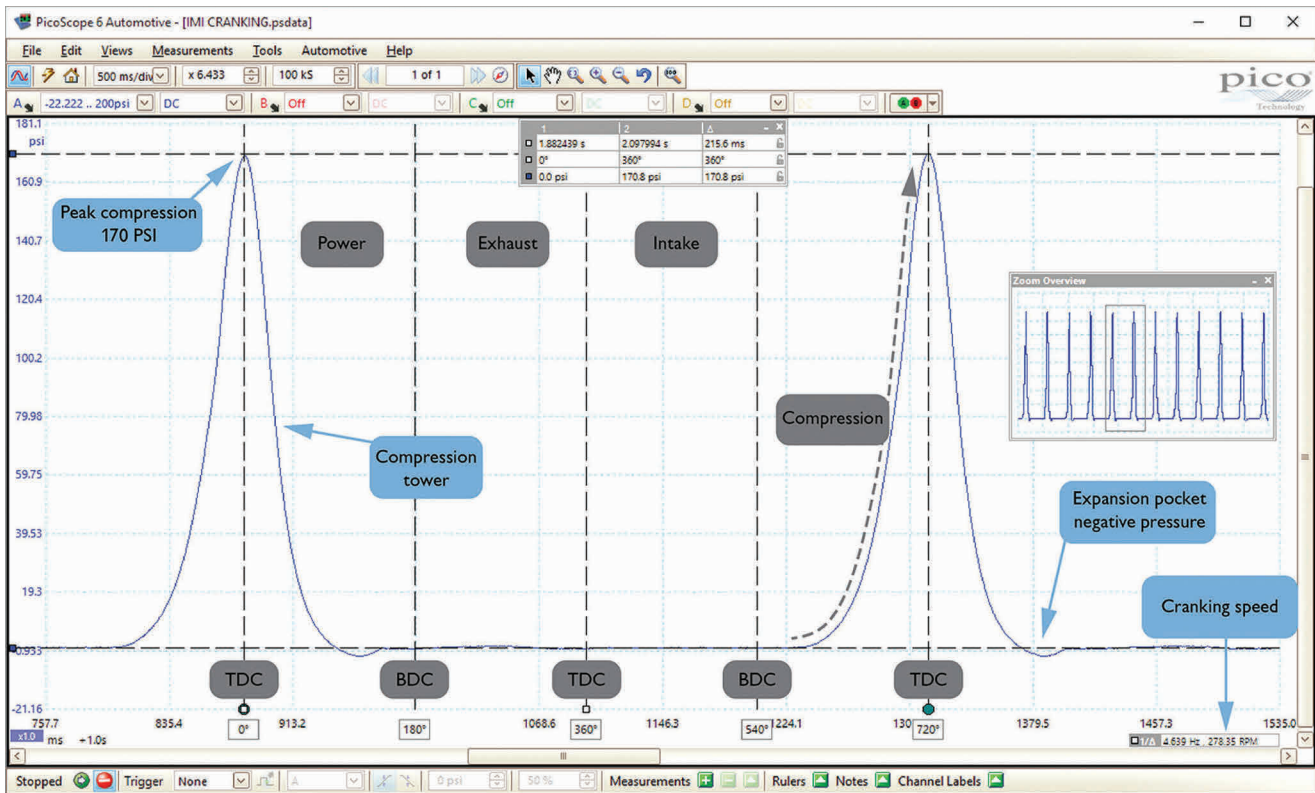 PicoScope 6 Automotive - [IMI CRANKING.psdata]
File Edit Views Measurements Tools Automotive Help
500 ms/div x 6.433 100 kS 1 of 1
pico
Technology
A -22.222 .. 200psi DC B Off DC C Off DC D Off DC
181.1
psi
160.9
140.7
120.4
100.2
79.98
59.75
39.53
19.3
-0.933
-21.16
1 2 Δ
1.882439 s 2.097994 s 215.6 ms
0° 360° 360°
0.0 psi 170.8 psi 170.8 psi
Peak compression
170 PSI
Power
Exhaust
Intake
Zoom Overview
Compression
Compression
tower
Expansion pocket
negative pressure
Cranking speed
TDC BDC TDC BDC TDC
757.7 835.4 913.2 1068.6 1146.3 1224.1 130 1379.5 1457.3 1535.0
0° 180° 360° 540° 720°
x1.0 ms +1.0s
1/Δ 4.639 Hz , 278.35 RPM
Stopped Trigger None A 0 psi 50 % Measurements Rulers Notes Channel Labels